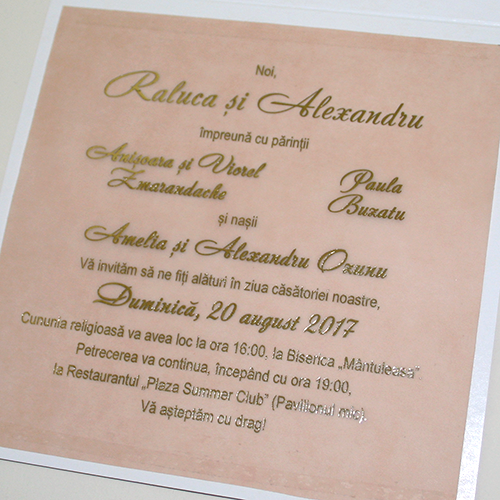 Noi,
Raluca și Alexandru
împreună cu părinții
Anișoara și Viorel Paula
Zmarandache Buzatu
și nașii
Amelia și Alexandru Ozunu
Vă invităm să ne fiți alături în ziua căsătoriei noastre,
Duminică, 20 august 2017
Cununia religioasă va avea loc la ora 16:00, la Biserica „Mântuleasa”
Petrecerea va continua, începând cu ora 19:00,
la Restaurantul „Plaza Summer Club” (Pavilionul mic).
Vă așteptăm cu drag!